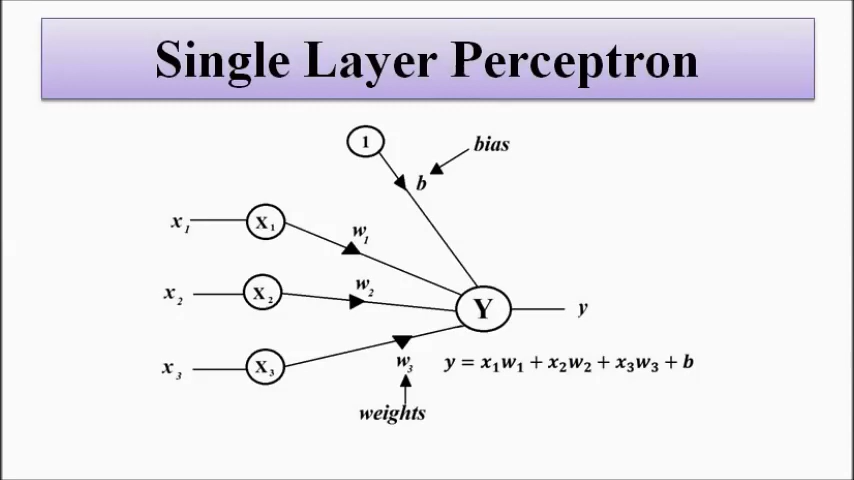 Single Layer Perceptron
1
bias
b
x₁
X₁
w₁
x₂
X₂
w₂
Y
y
x₃
X₃
w₃
y = x₁w₁ + x₂w₂ + x₃w₃ + b
weights